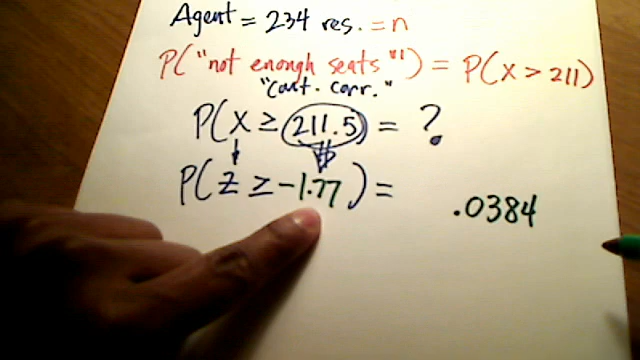 Agent = 234 res. = n
P("not enough seats"!) = P(X > 211)
"Cont. corr."
P(X ≥ 211.5) = ?
P(Z ≥ -1.77) =
.0384